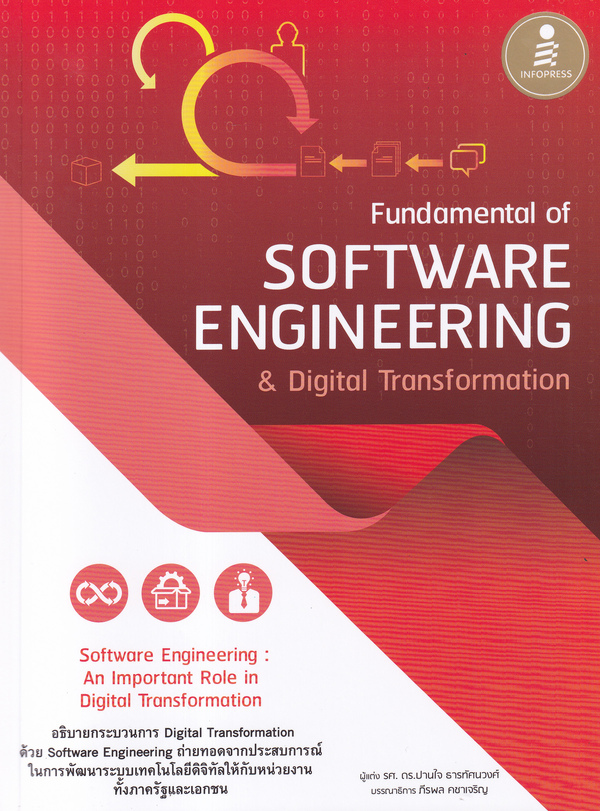 INFOPRESS
Fundamental of
SOFTWARE
ENGINEERING
& Digital Transformation
Software Engineering :
An Important Role in
Digital Transformation
อธิบายกระบวนการ Digital Transformation
ด้วย Software Engineering ถ่ายทอดจากประสบการณ์
ในการพัฒนาระบบเทคโนโลยีดิจิทัลให้กับหน่วยงาน
ทั้งภาครัฐและเอกชน
ผู้แต่ง รศ. ดร.ปานใจ ธารทัศนวงศ์
บรรณาธิการ ภีรพล คชาเจริญ